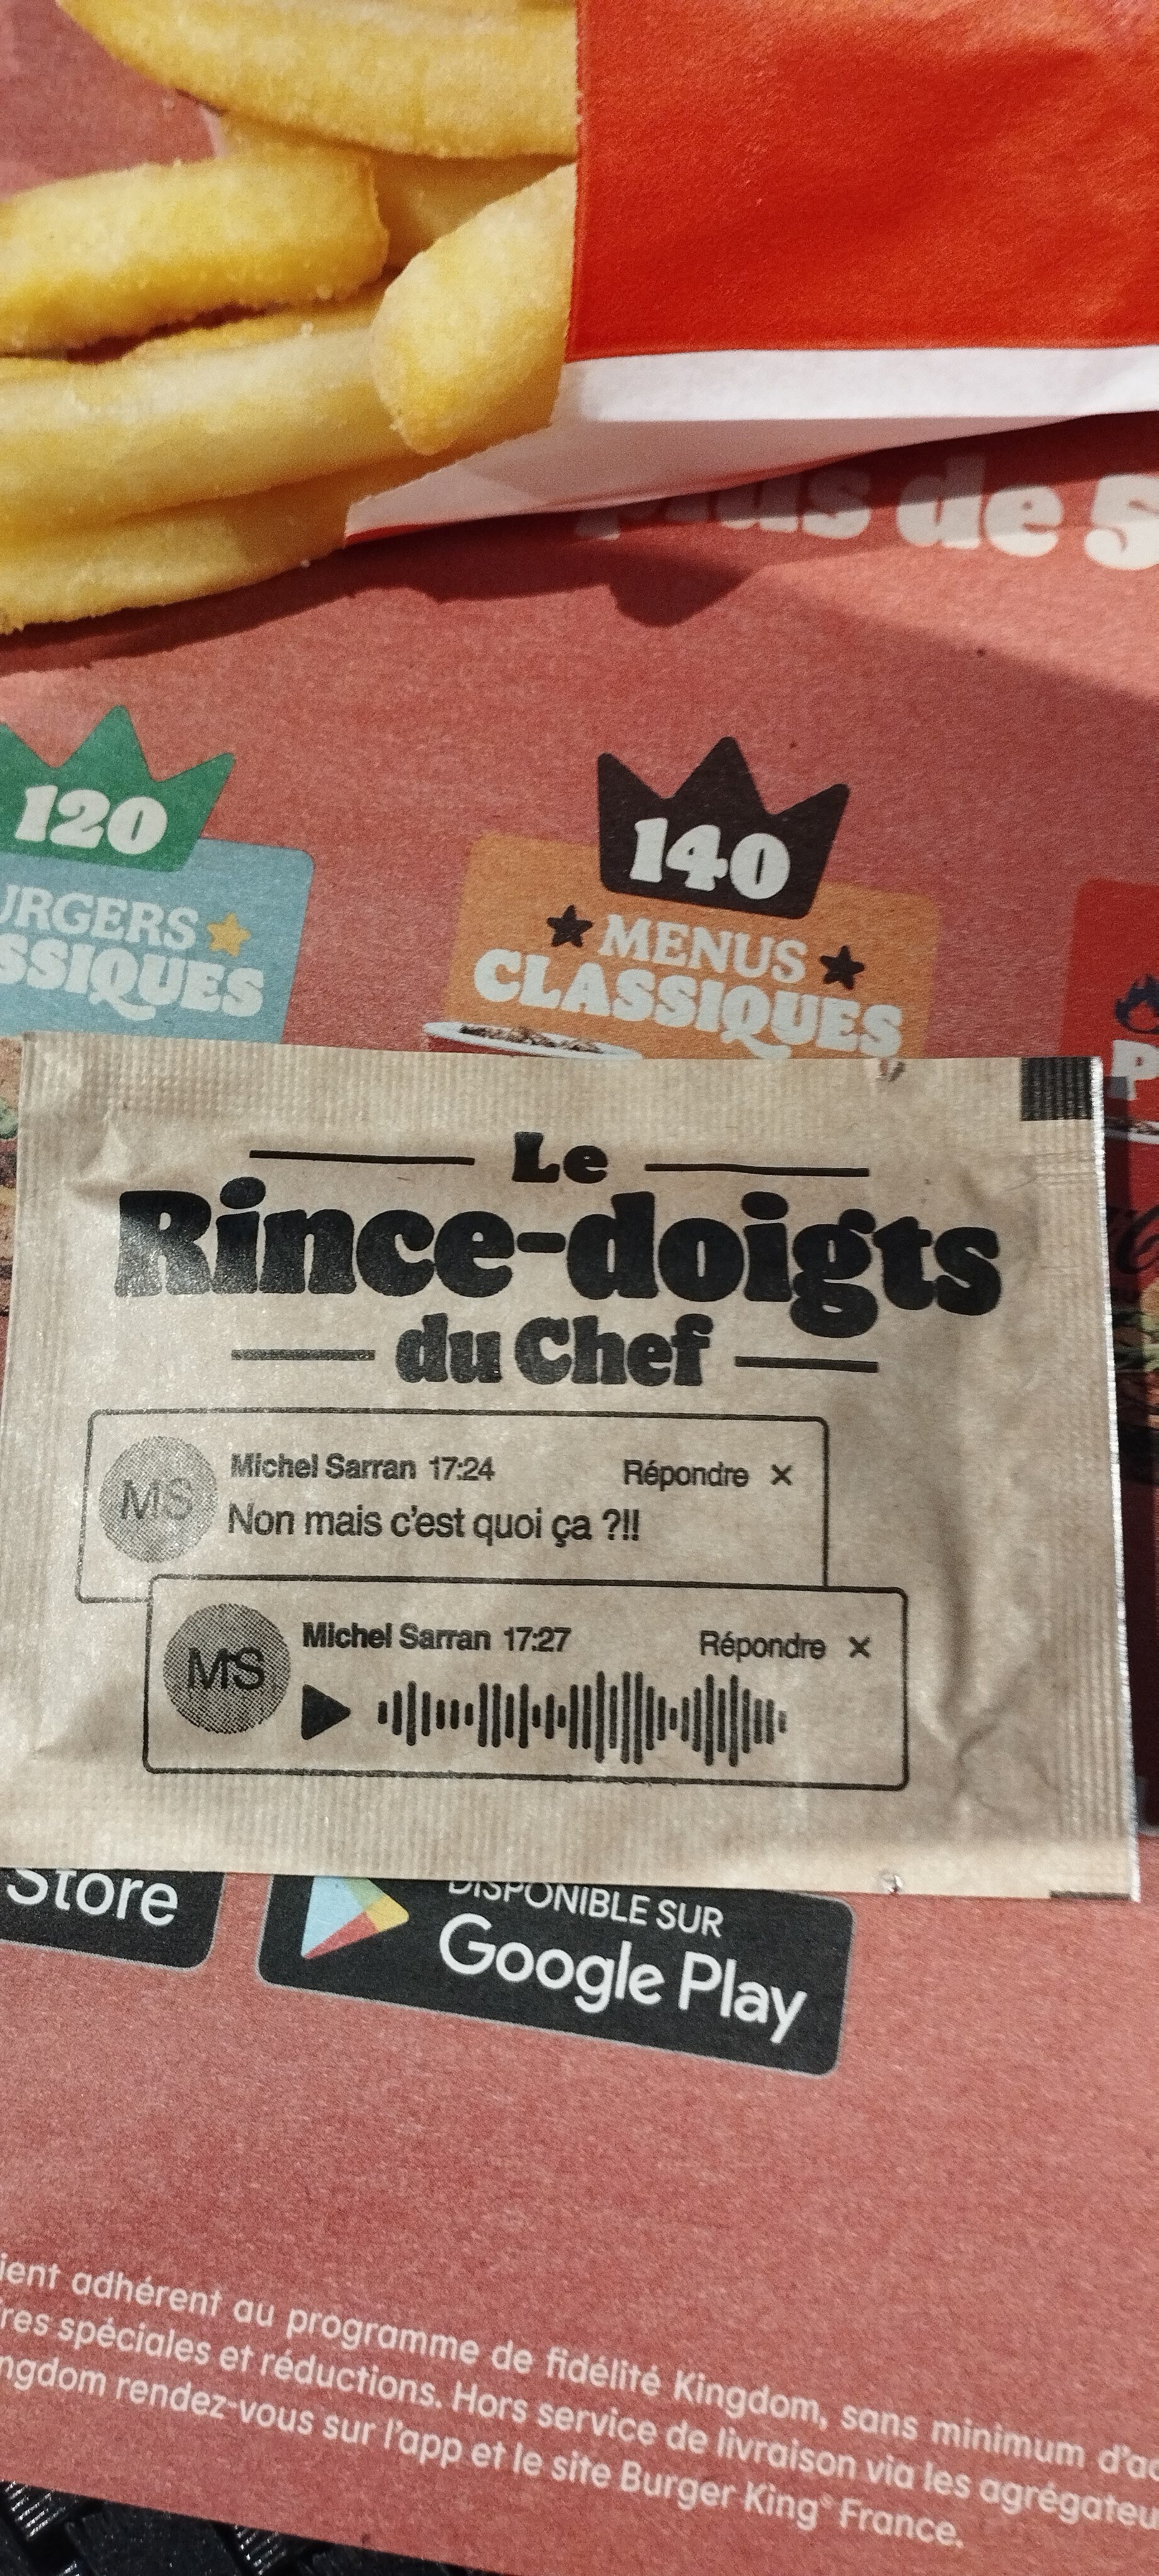 de 5
120
URGERS
SSIQUES
140
MENUS
CLASSIQUES
P
Le
Rince-doigts
du Chef
MS
Michel Sarran 17:24 Répondre ×
Non mais c'est quoi ça ?!!
MS
Michel Sarran 17:27 Répondre ×
Store
DISPONIBLE SUR
Google Play
ient adhérent au programme de fidélité Kingdom, sans minimum d'ac
res spéciales et réductions. Hors service de livraison via les agrégateu
ngdom rendez-vous sur l'app et le site Burger King® France.